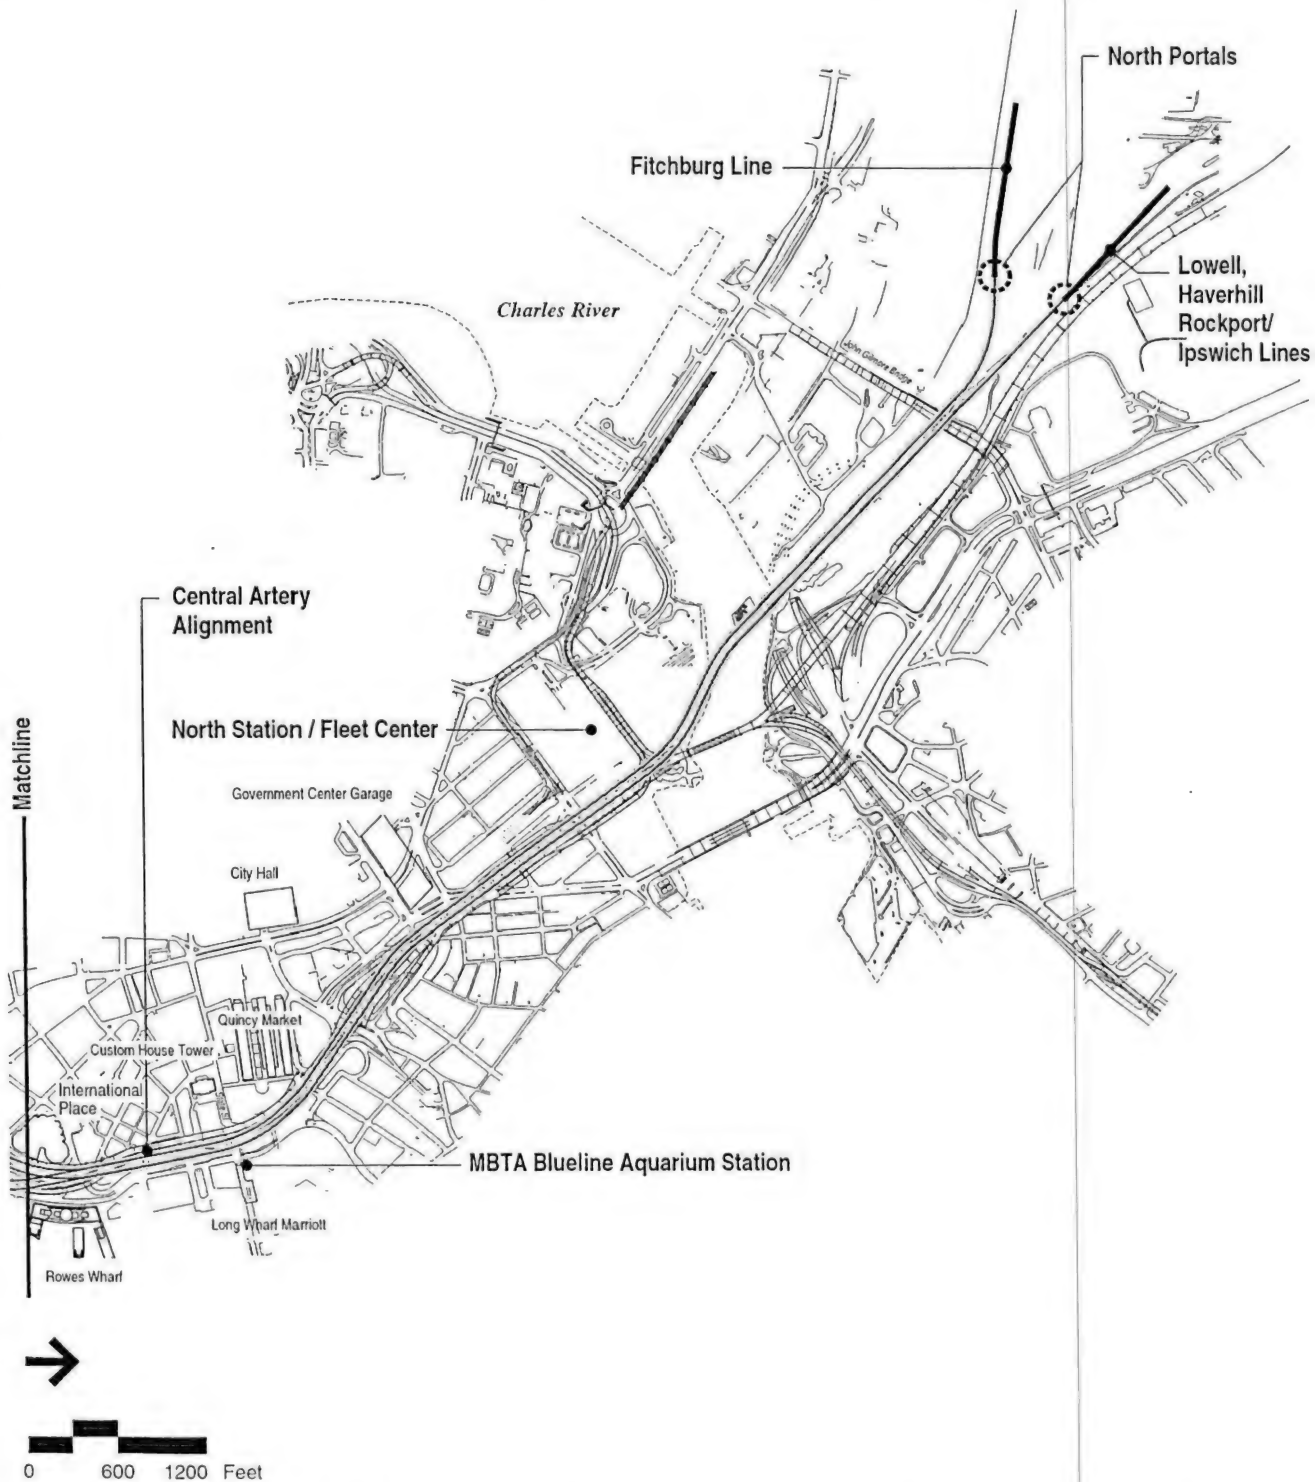 North Portals
Fitchburg Line
Lowell,
Haverhill
Rockport/
Ipswich Lines
Charles River
John Gilmore Bridge
Central Artery
Alignment
North Station / Fleet Center
Matchline
Government Center Garage
City Hall
Quincy Market
Custom House Tower
International
Place
MBTA Blueline Aquarium Station
Long Wharf Marriott
Rowes Wharf
0 600 1200 Feet